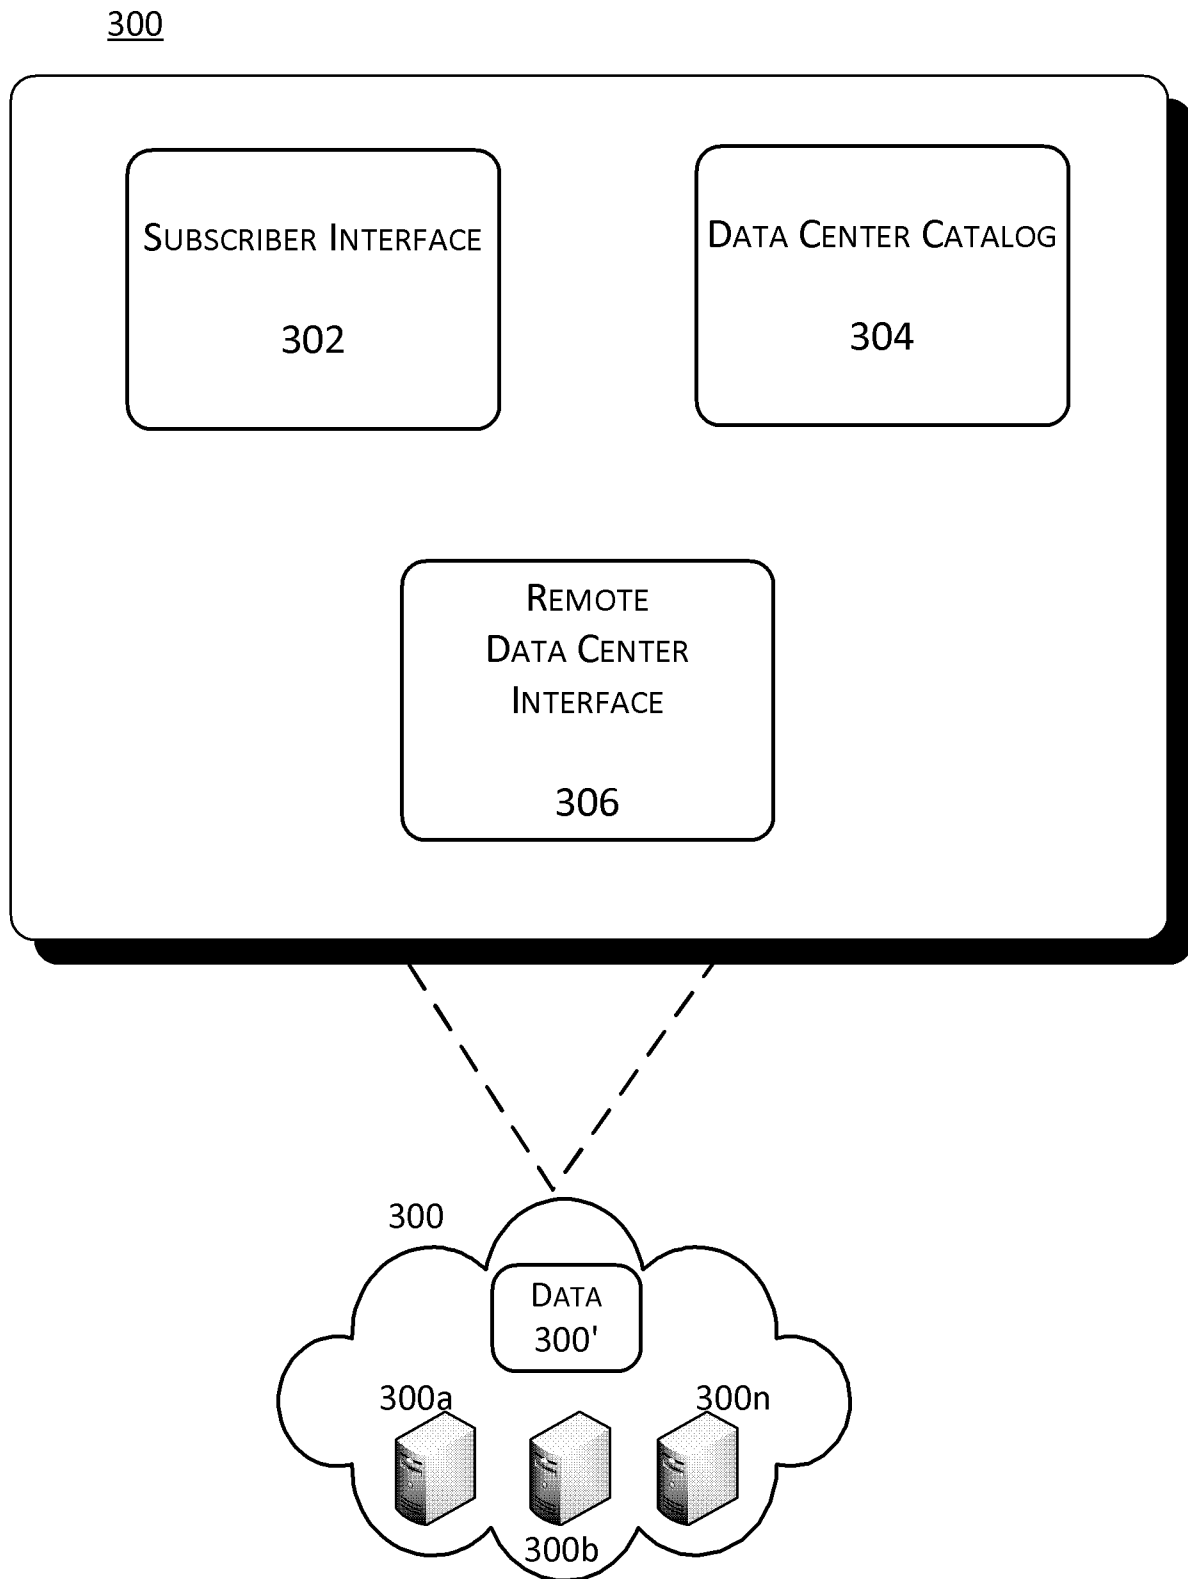 300
SUBSCRIBER INTERFACE
302
DATA CENTER CATALOG
304
REMOTE
DATA CENTER
INTERFACE
306
300
DATA
300'
300a
300n
300b